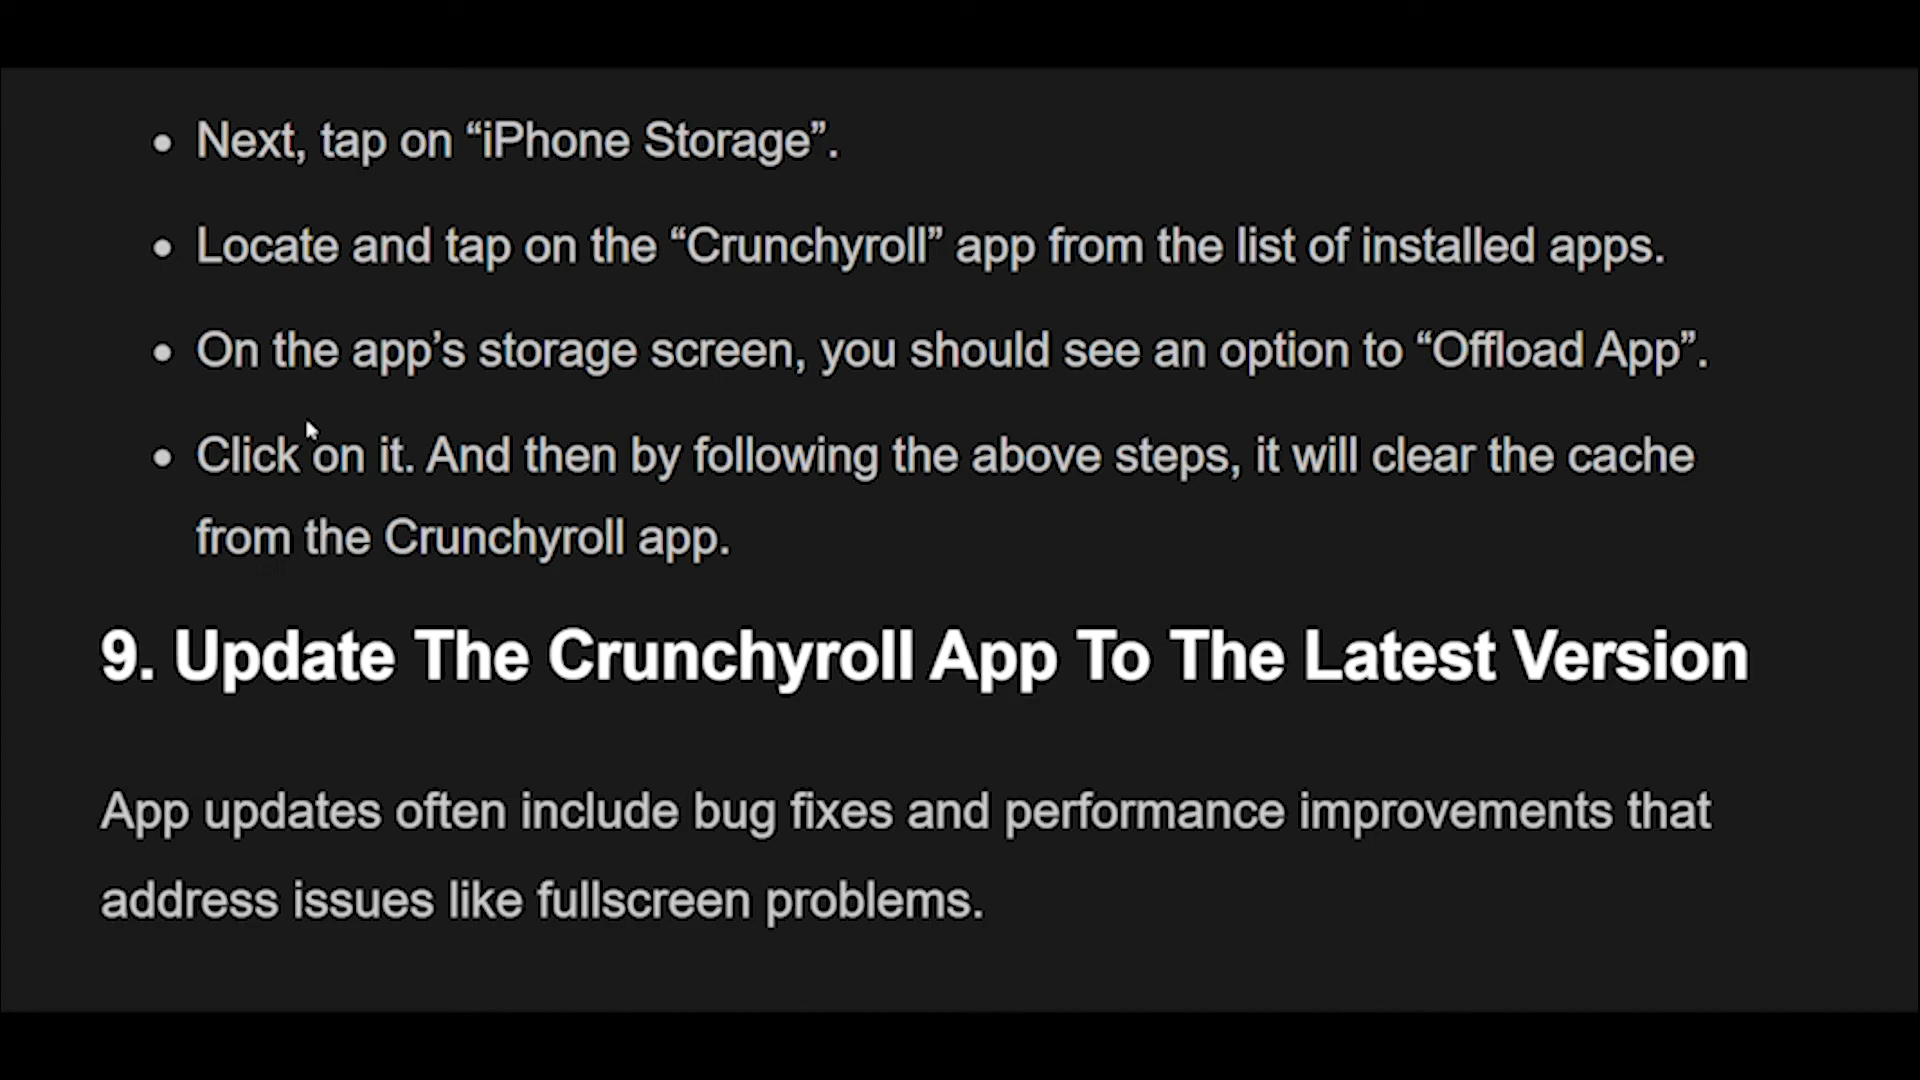 • Next, tap on “iPhone Storage”.
• Locate and tap on the “Crunchyroll” app from the list of installed apps.
• On the app’s storage screen, you should see an option to “Offload App”.
• Click on it. And then by following the above steps, it will clear the cache
from the Crunchyroll app.
9. Update The Crunchyroll App To The Latest Version
App updates often include bug fixes and performance improvements that
address issues like fullscreen problems.